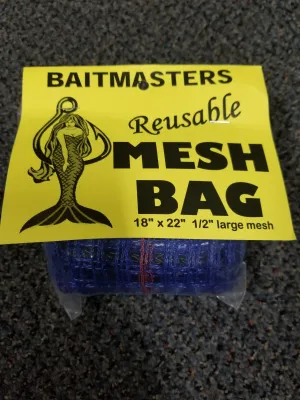 BAITMASTERS
Reusable
MESH
BAG
18" x 22" 1/2" large mesh